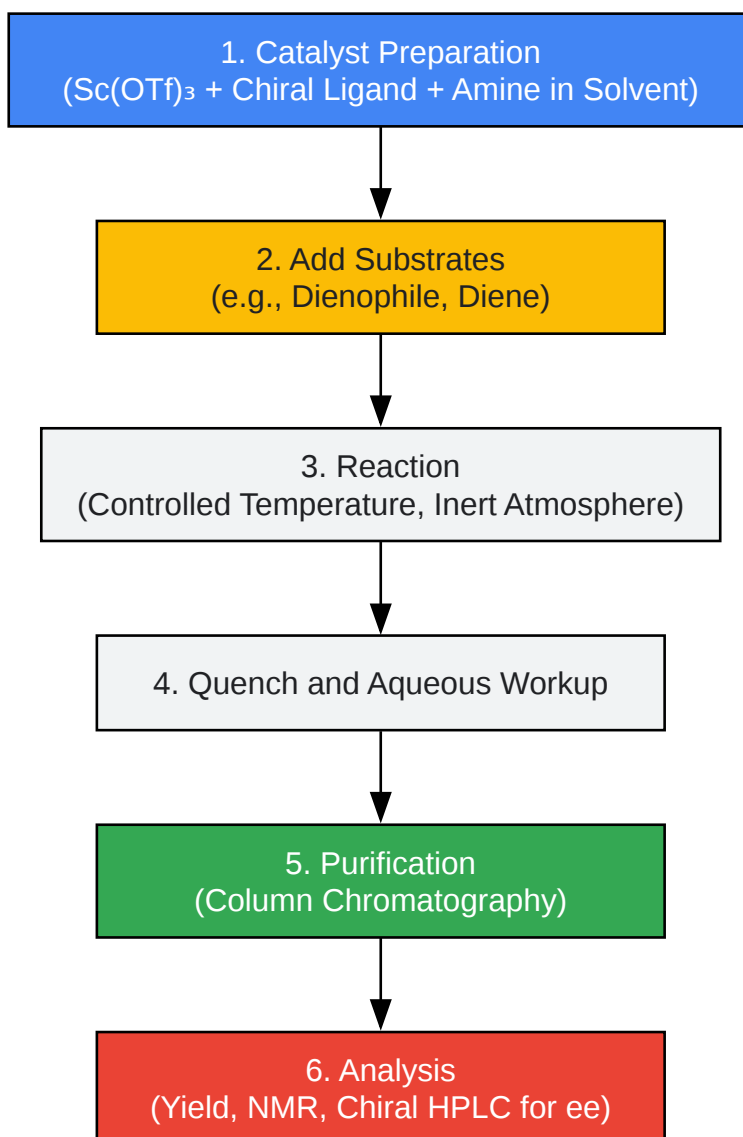 1. Catalyst Preparation
(Sc(OTf)₃ + Chiral Ligand + Amine in Solvent)
2. Add Substrates
(e.g., Dienophile, Diene)
3. Reaction
(Controlled Temperature, Inert Atmosphere)
4. Quench and Aqueous Workup
5. Purification
(Column Chromatography)
6. Analysis
(Yield, NMR, Chiral HPLC for ee)